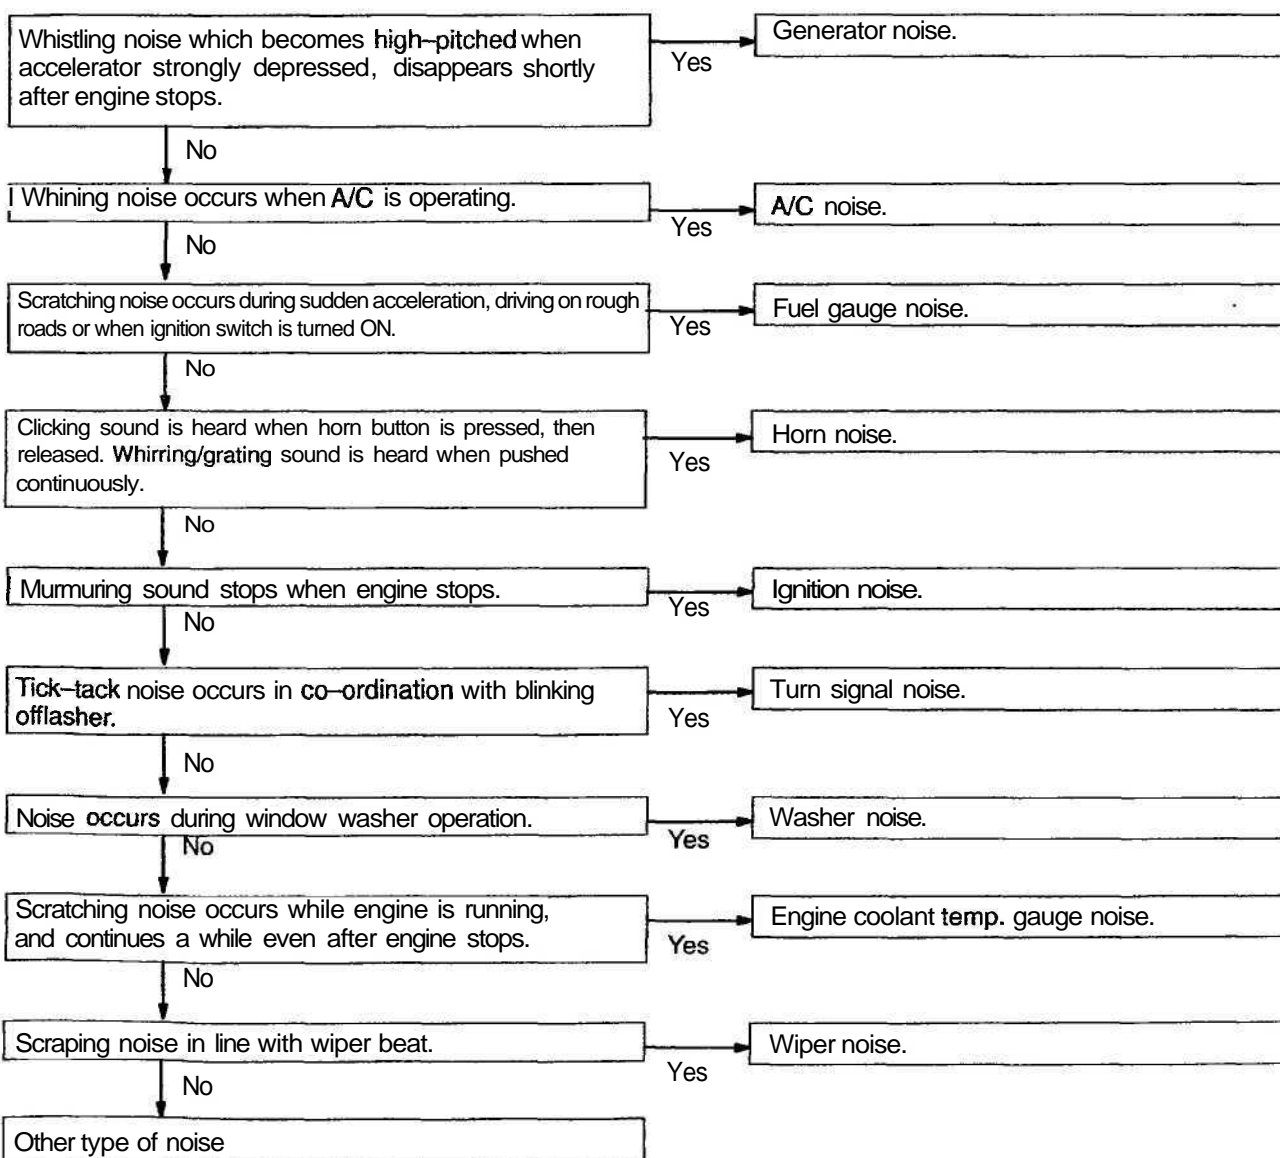 Whistling noise which becomes high-pitched when
accelerator strongly depressed, disappears shortly
after engine stops.
Yes
Generator noise.
No
Whining noise occurs when A/C is operating.
Yes
A/C noise.
No
Scratching noise occurs during sudden acceleration, driving on rough
roads or when ignition switch is turned ON.
Yes
Fuel gauge noise.
No
Clicking sound is heard when horn button is pressed, then
released. Whirring/grating sound is heard when pushed
continuously.
Yes
Horn noise.
No
Murmuring sound stops when engine stops.
Yes
Ignition noise.
No
Tick-tack noise occurs in co-ordination with blinking
offlasher.
Yes
Turn signal noise.
No
Noise occurs during window washer operation.
Yes
Washer noise.
No
Scratching noise occurs while engine is running,
and continues a while even after engine stops.
Yes
Engine coolant temp. gauge noise.
No
Scraping noise in line with wiper beat.
Yes
Wiper noise.
No
Other type of noise